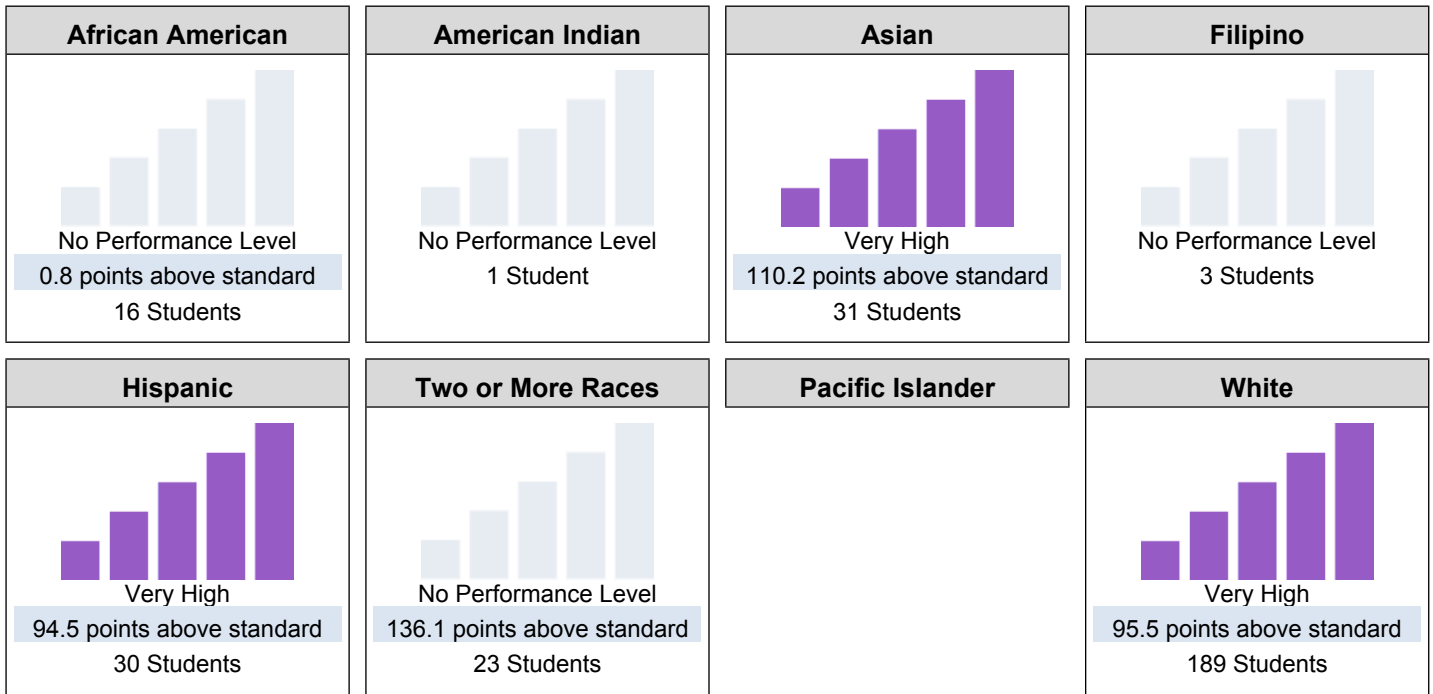 African American
No Performance Level
0.8 points above standard
16 Students
American Indian
No Performance Level
1 Student
Asian
Very High
110.2 points above standard
31 Students
Filipino
No Performance Level
3 Students
Hispanic
Very High
94.5 points above standard
30 Students
Two or More Races
No Performance Level
136.1 points above standard
23 Students
Pacific Islander
White
Very High
95.5 points above standard
189 Students